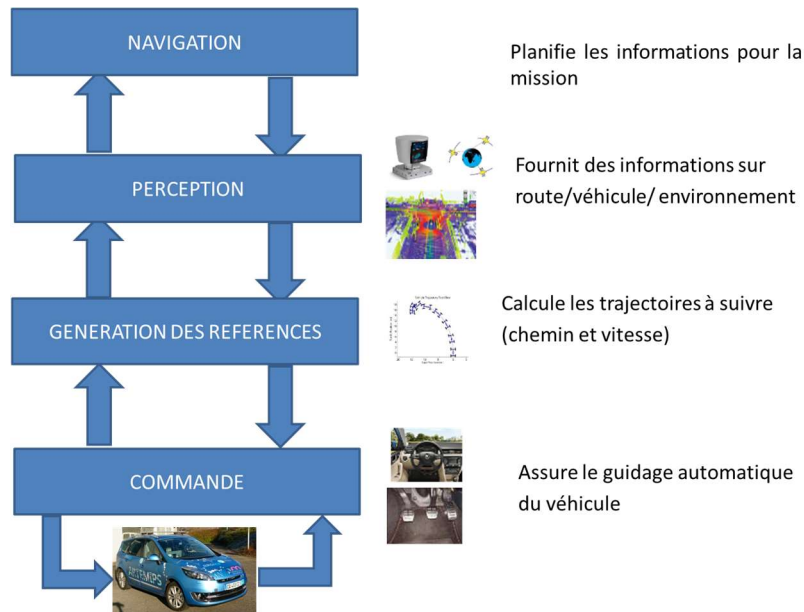 NAVIGATION
Planifie les informations pour la
mission
PERCEPTION
Fournit des informations sur
route/véhicule/ environnement
GENERATION DES REFERENCES
Calcule les trajectoires à suivre
(chemin et vitesse)
COMMANDE
Assure le guidage automatique
du véhicule
ARTEMIPS